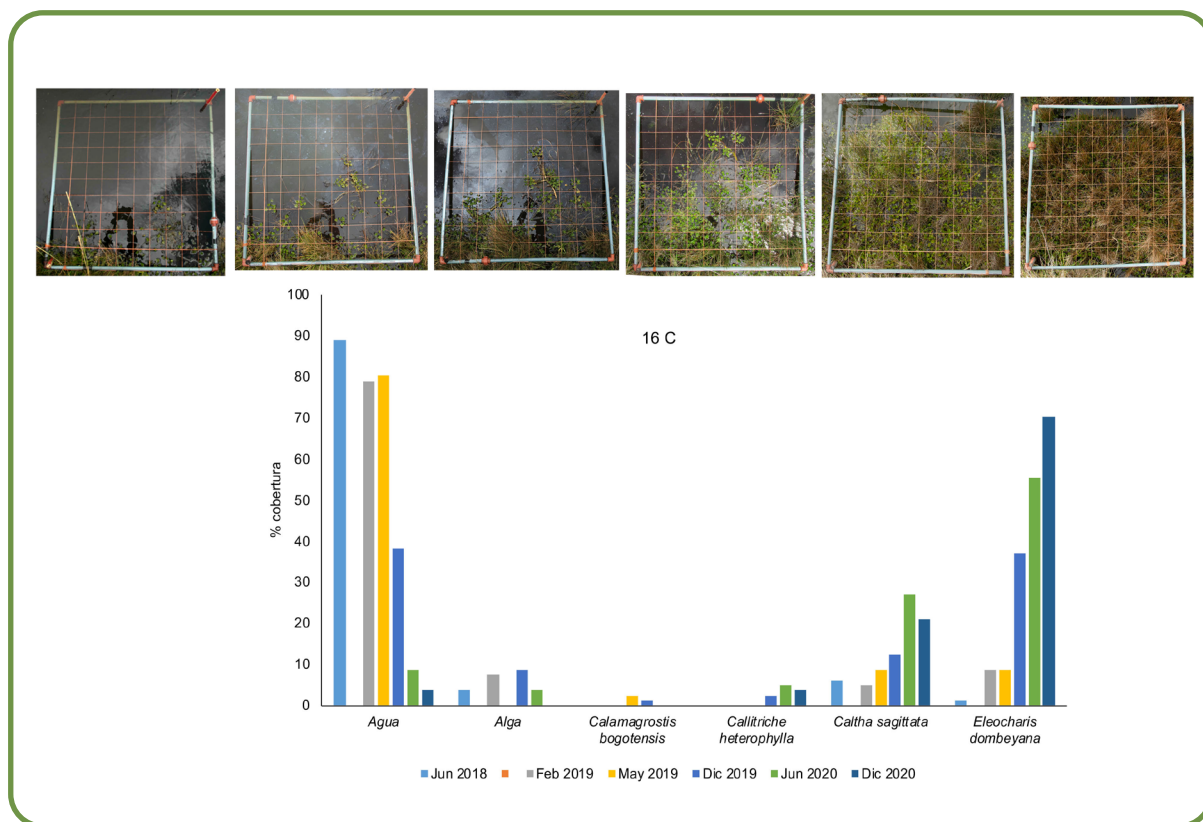 100
16 C
90
80
70
60
50
40
30
20
10
0
% cobertura
Agua
Alga
Calamagrostis
bogotensis
Callitriche
heterophylla
Caltha sagittata
Eleocharis
dombeyana
Jun 2018 Feb 2019 May 2019 Dic 2019 Jun 2020 Dic 2020